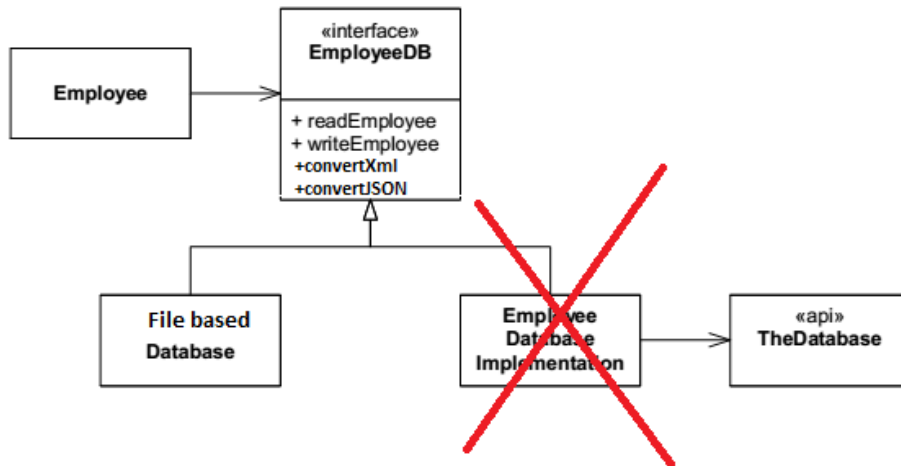 «interface»
EmployeeDB
Employee
+ readEmployee
+ writeEmployee
+convertXml
+convertJSON
File based
Database
Employee
Database
Implementation
«api»
TheDatabase